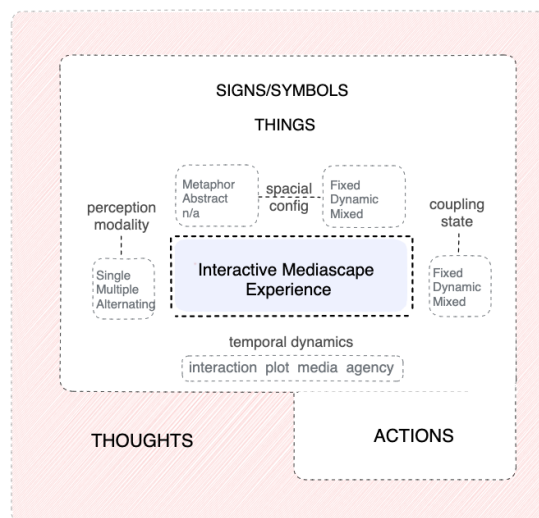 SIGNS/SYMBOLS
THINGS
Metaphor
Abstract
n/a
spacial
config
Fixed
Dynamic
Mixed
perception
modality
Single
Multiple
Alternating
coupling
state
Fixed
Dynamic
Mixed
Interactive Mediascape
Experience
temporal dynamics
interaction plot media agency
THOUGHTS
ACTIONS